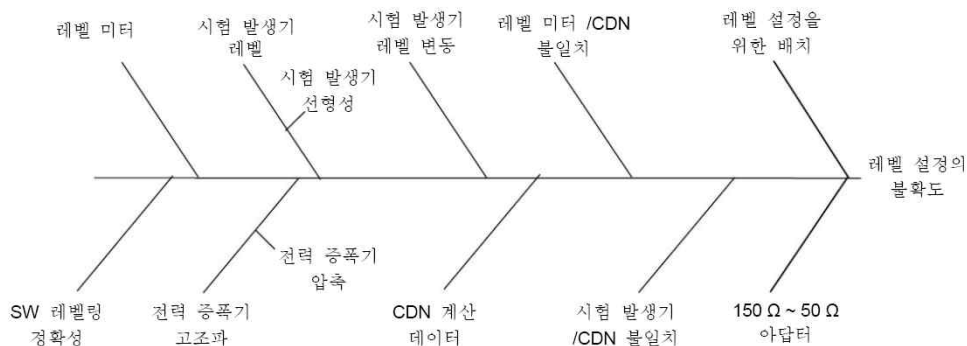 레벨 미터
시험 발생기
레벨
시험 발생기
선형성
시험 발생기
레벨 변동
레벨 미터 /CDN
불일치
레벨 설정을
위한 배치
레벨 설정의
불확도
SW 레벨링
정확성
전력 증폭기
고조파
전력 증폭기
압축
CDN 계산
데이터
시험 발생기
/CDN 불일치
150 Ω ~ 50 Ω
아답터